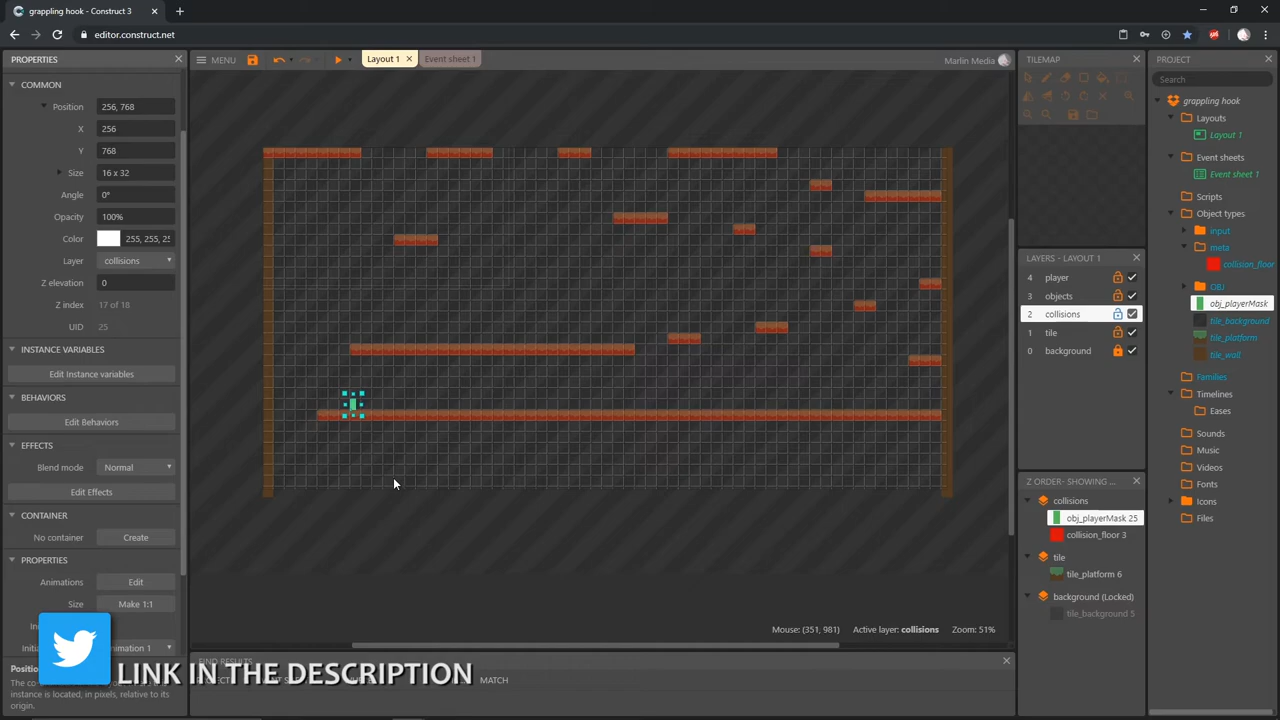 grappling hook - Construct 3
editor.construct.net
PROPERTIES
MENU
Layout 1
Event sheet 1
Marlin Media
TILEMAP
PROJECT
COMMON
Position 256, 768
X 256
Y 768
Size 16 x 32
Angle 0°
Opacity 100%
Color 255, 255, 25
Layer collisions
Z elevation 0
Z index 17 of 18
UID 25
INSTANCE VARIABLES
Edit Instance variables
BEHAVIORS
Edit Behaviors
EFFECTS
Blend mode Normal
Edit Effects
CONTAINER
No container Create
PROPERTIES
Animations Edit
Size Make 1:1
LINK IN THE DESCRIPTION
Mouse: (351, 981) Active layer: collisions Zoom: 51%
FIND RESULTS
MATCH
LAYERS - LAYOUT 1
4 player
3 objects
2 collisions
1 tile
0 background
Z ORDER - SHOWING ...
collisions
obj_playerMask 25
collision_floor 3
tile
tile_platform 6
background (Locked)
tile_background 5
Search
grappling hook
Layouts
Layout 1
Event sheets
Event sheet 1
Scripts
Object types
input
meta
collision_floor
OBJ
obj_playerMask
tile_background
tile_platform
tile_wall
Families
Timelines
Eases
Sounds
Music
Videos
Fonts
Icons
Files